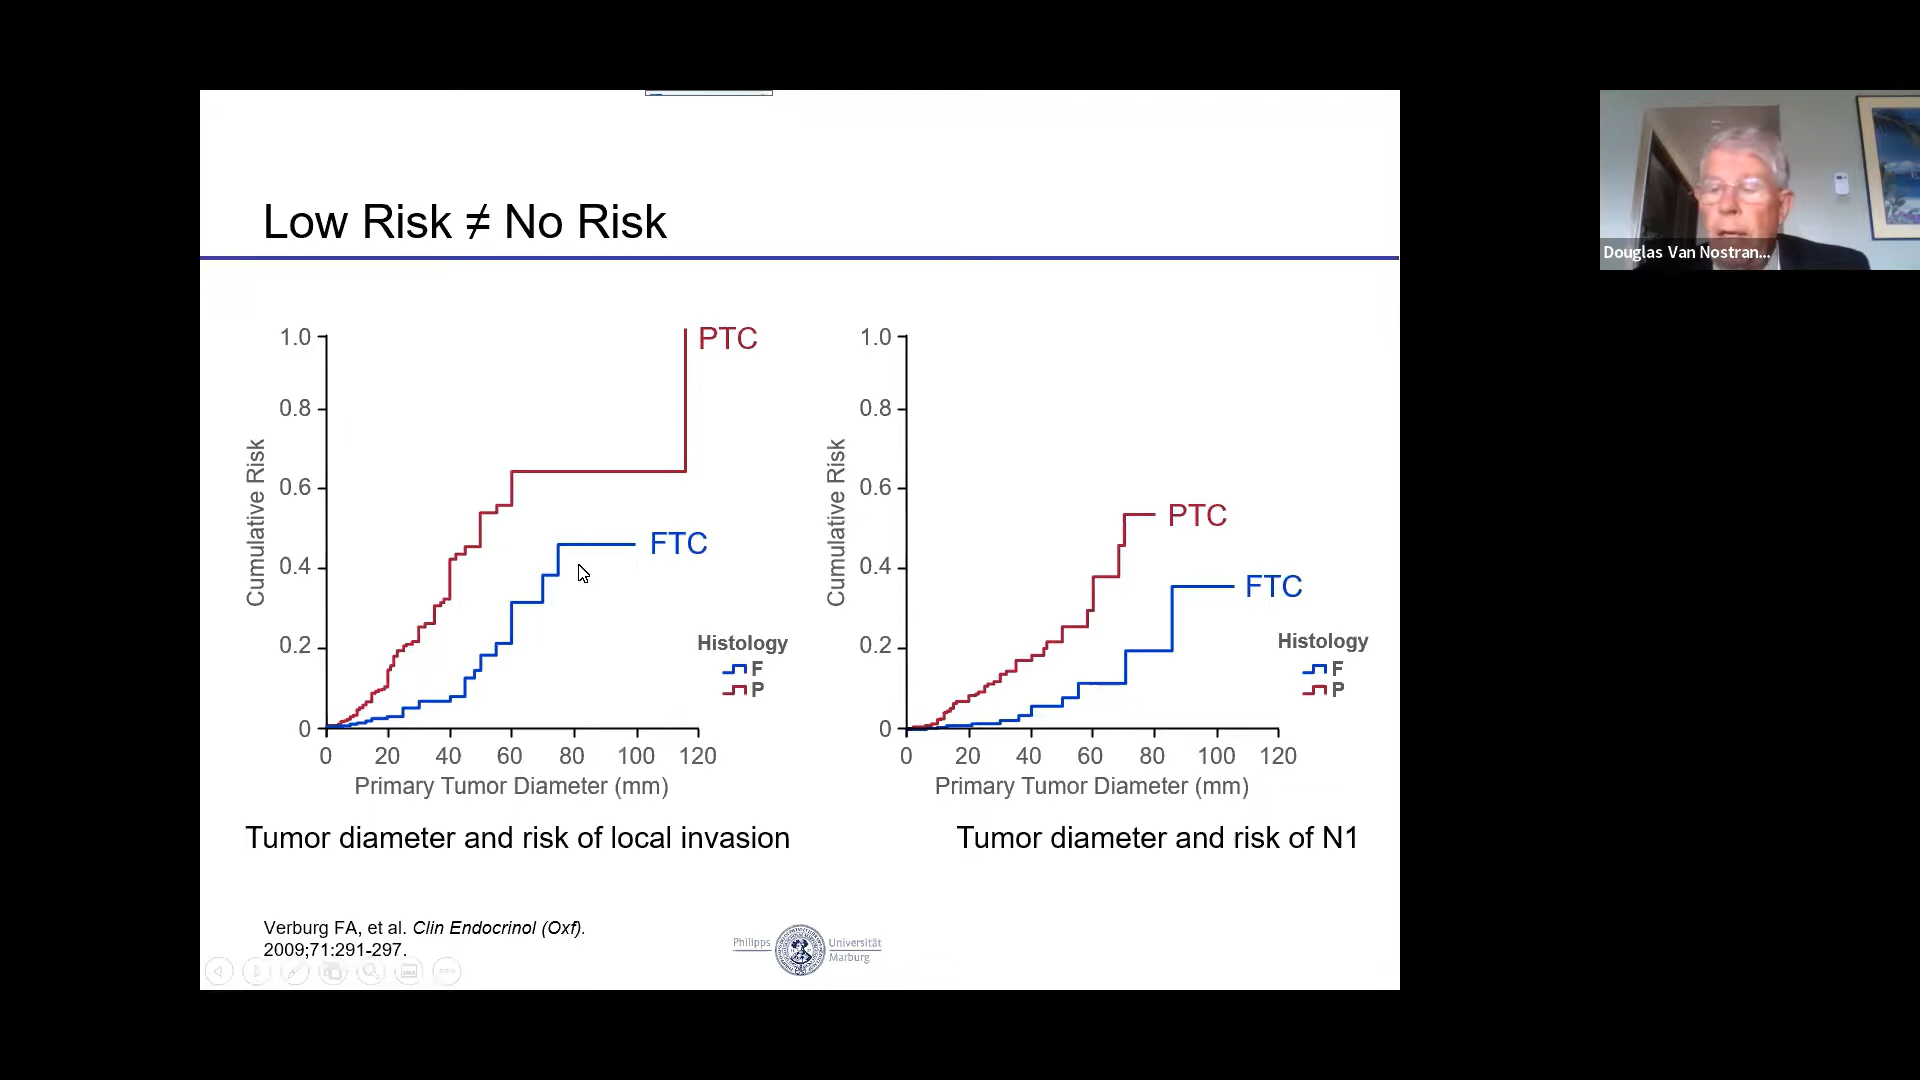 Low Risk ≠ No Risk
1.0
0.8
0.6
0.4
0.2
0
Cumulative Risk
PTC
FTC
Histology
F
P
0 20 40 60 80 100 120
Primary Tumor Diameter (mm)
Tumor diameter and risk of local invasion
1.0
0.8
0.6
0.4
0.2
0
Cumulative Risk
PTC
FTC
Histology
F
P
0 20 40 60 80 100 120
Primary Tumor Diameter (mm)
Tumor diameter and risk of N1
Verburg FA, et al. Clin Endocrinol (Oxf).
2009;71:291-297.
Philipps Universität
Marburg
Douglas Van Nostran...